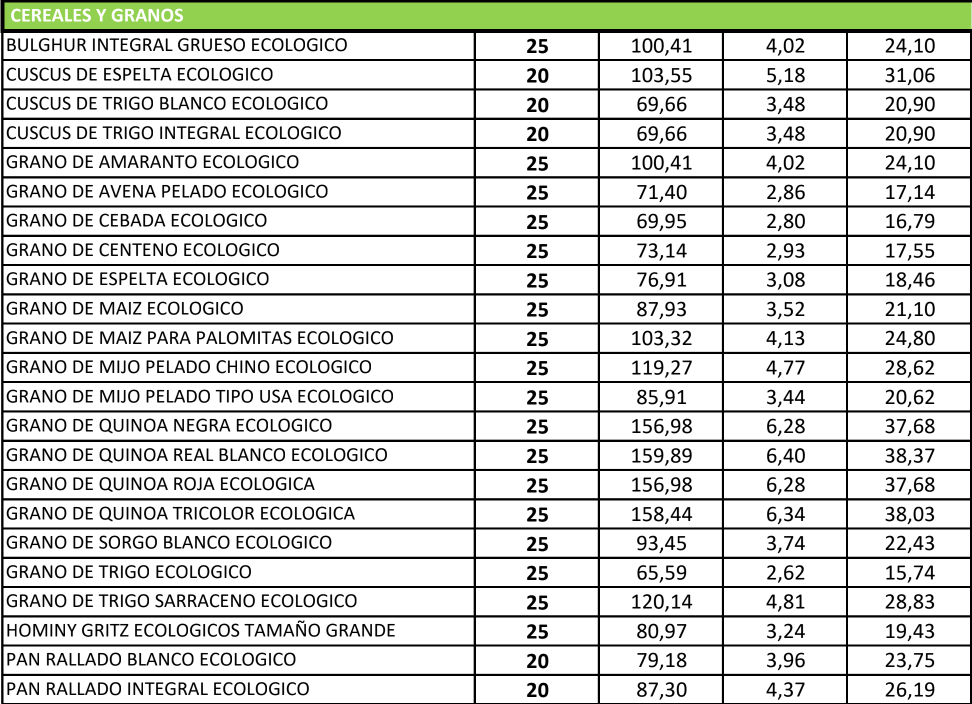 CEREALES Y GRANOS
BULGHUR INTEGRAL GRUESO ECOLOGICO 25 100,41 4,02 24,10
CUSCUS DE ESPELTA ECOLOGICO 20 103,55 5,18 31,06
CUSCUS DE TRIGO BLANCO ECOLOGICO 20 69,66 3,48 20,90
CUSCUS DE TRIGO INTEGRAL ECOLOGICO 20 69,66 3,48 20,90
GRANO DE AMARANTO ECOLOGICO 25 100,41 4,02 24,10
GRANO DE AVENA PELADO ECOLOGICO 25 71,40 2,86 17,14
GRANO DE CEBADA ECOLOGICO 25 69,95 2,80 16,79
GRANO DE CENTENO ECOLOGICO 25 73,14 2,93 17,55
GRANO DE ESPELTA ECOLOGICO 25 76,91 3,08 18,46
GRANO DE MAIZ ECOLOGICO 25 87,93 3,52 21,10
GRANO DE MAIZ PARA PALOMITAS ECOLOGICO 25 103,32 4,13 24,80
GRANO DE MIJO PELADO CHINO ECOLOGICO 25 119,27 4,77 28,62
GRANO DE MIJO PELADO TIPO USA ECOLOGICO 25 85,91 3,44 20,62
GRANO DE QUINOA NEGRA ECOLOGICO 25 156,98 6,28 37,68
GRANO DE QUINOA REAL BLANCO ECOLOGICO 25 159,89 6,40 38,37
GRANO DE QUINOA ROJA ECOLOGICA 25 156,98 6,28 37,68
GRANO DE QUINOA TRICOLOR ECOLOGICA 25 158,44 6,34 38,03
GRANO DE SORGO BLANCO ECOLOGICO 25 93,45 3,74 22,43
GRANO DE TRIGO ECOLOGICO 25 65,59 2,62 15,74
GRANO DE TRIGO SARRACENO ECOLOGICO 25 120,14 4,81 28,83
HOMINY GRITZ ECOLOGICOS TAMAÑO GRANDE 25 80,97 3,24 19,43
PAN RALLADO BLANCO ECOLOGICO 20 79,18 3,96 23,75
PAN RALLADO INTEGRAL ECOLOGICO 20 87,30 4,37 26,19